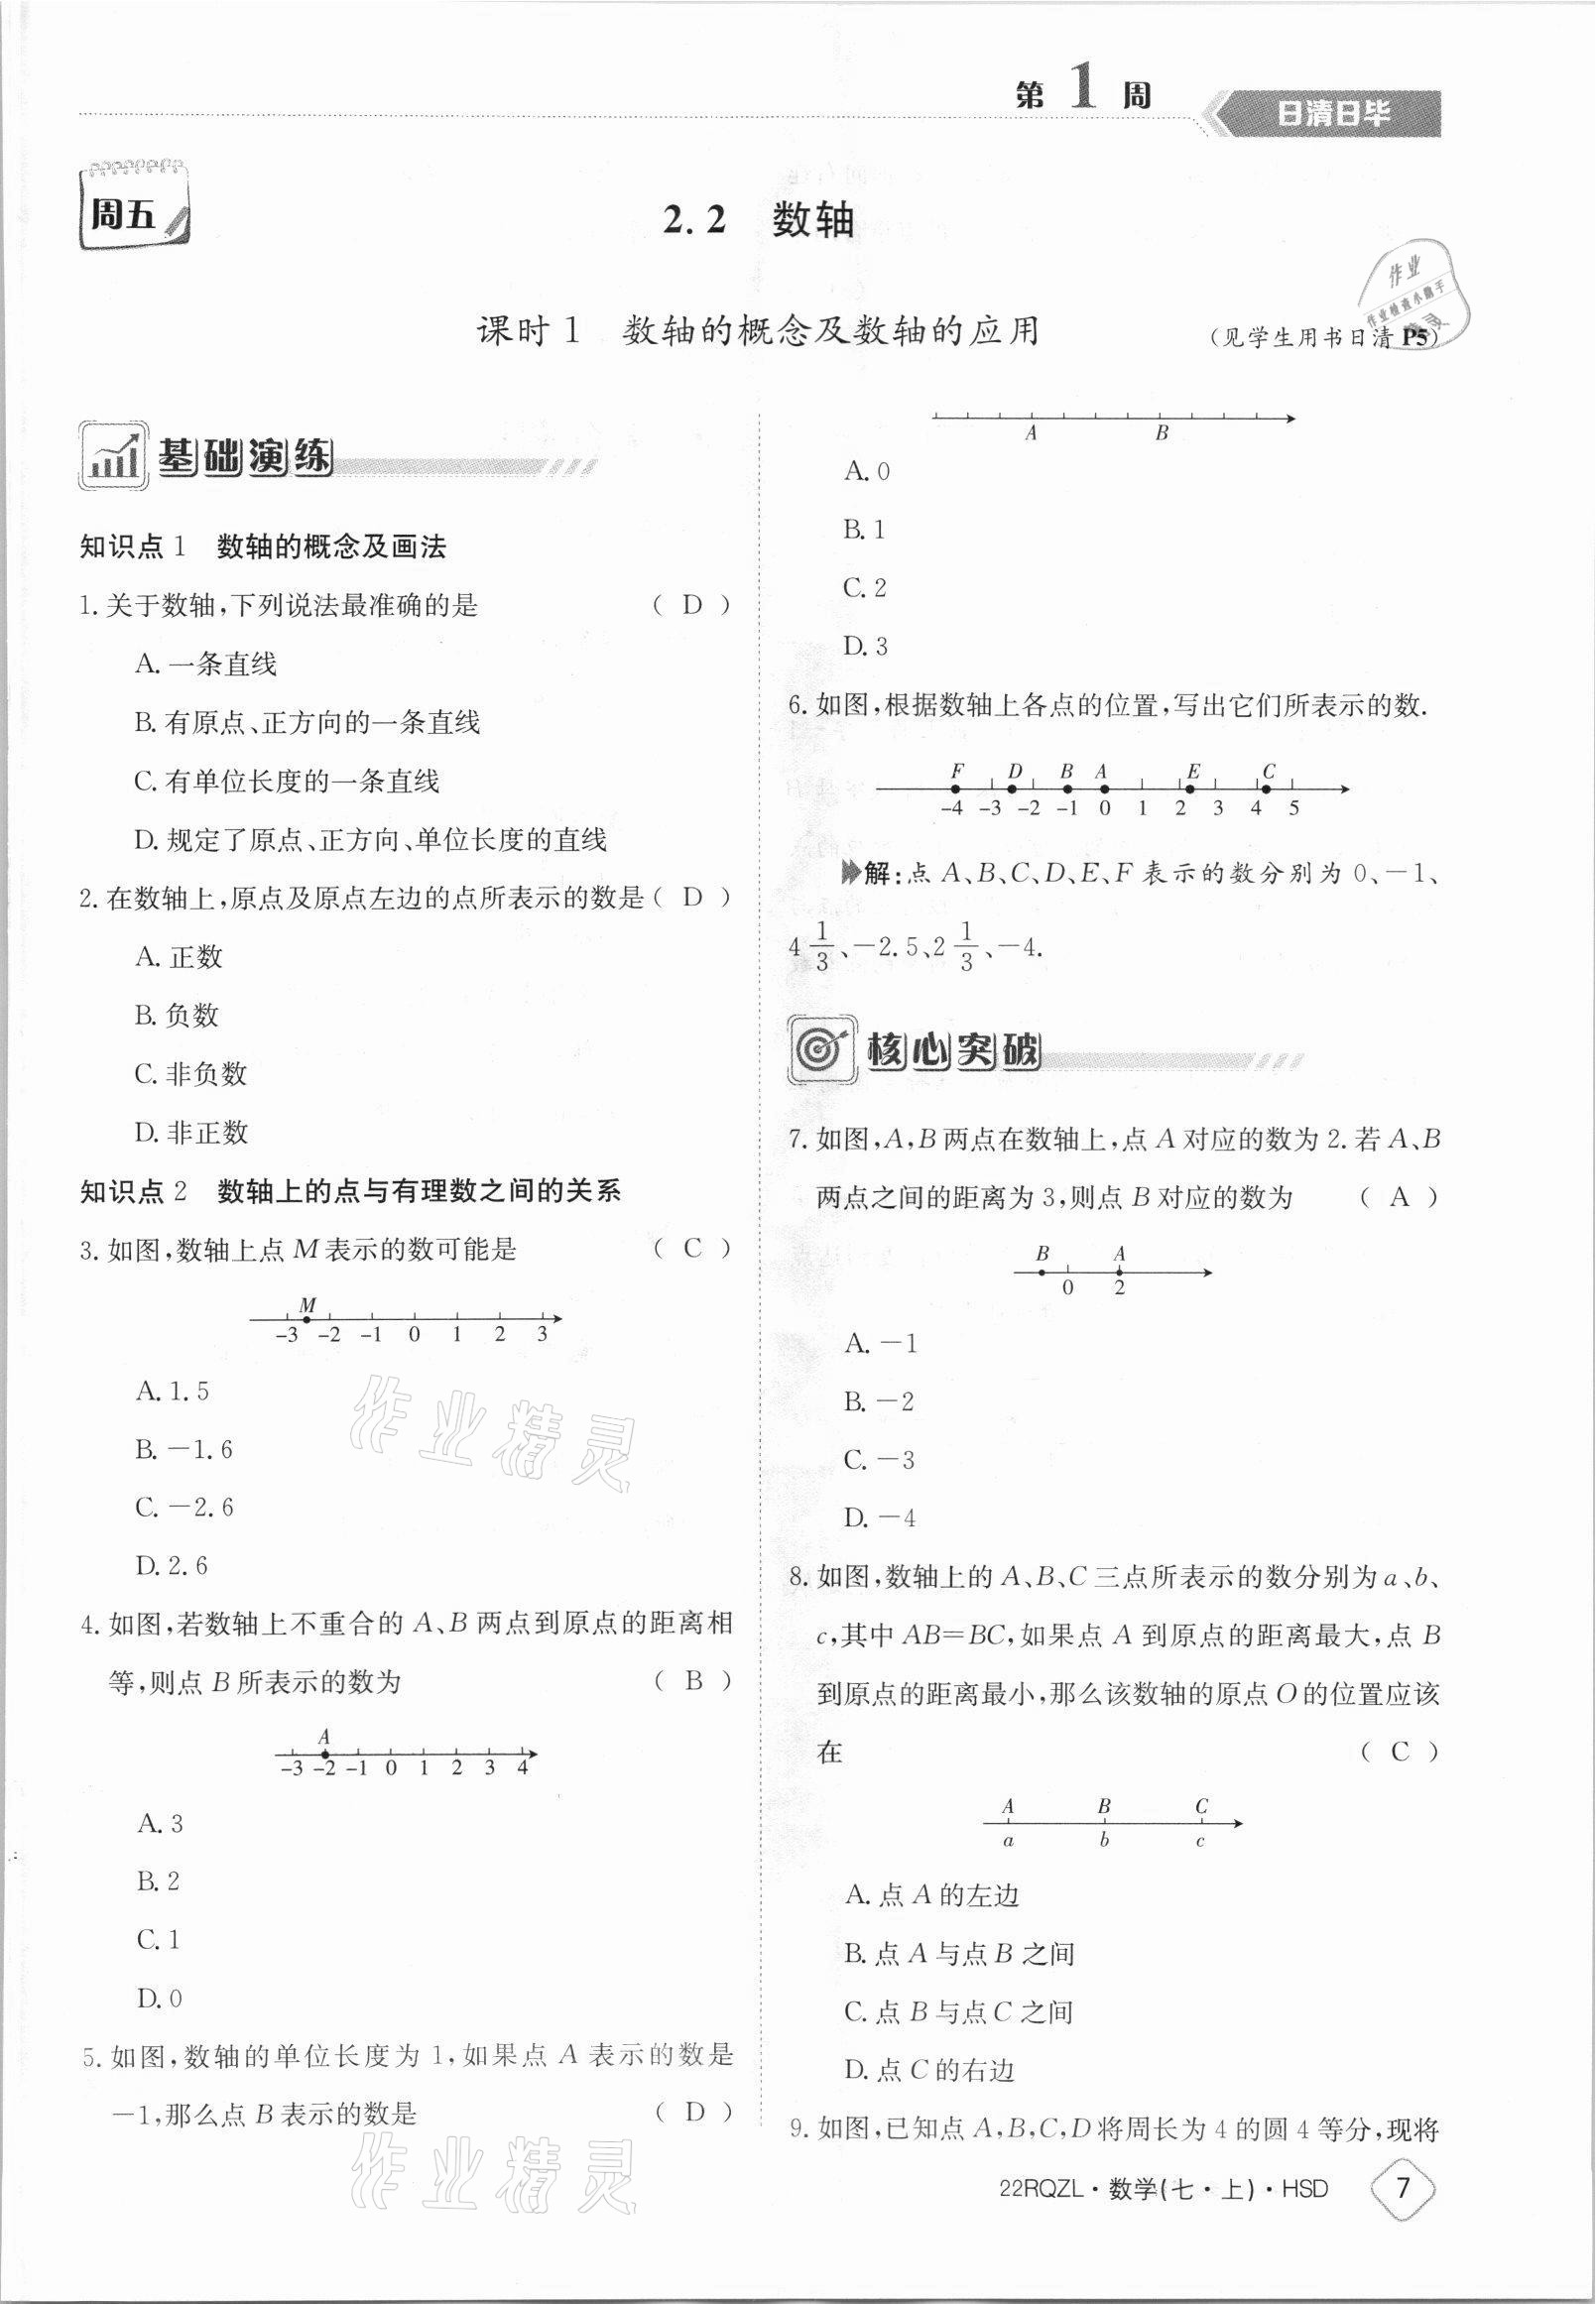 第1周
日清日毕
周五
2.2 数轴
课时1 数轴的概念及数轴的应用
(见学生用书日清P5)
作业
作业检查小助手
基础演练
知识点1 数轴的概念及画法
1. 关于数轴,下列说法最准确的是 ( D )
A. 一条直线
B. 有原点、正方向的一条直线
C. 有单位长度的一条直线
D. 规定了原点、正方向、单位长度的直线
2. 在数轴上,原点及原点左边的点所表示的数是( D )
A. 正数
B. 负数
C. 非负数
D. 非正数
知识点2 数轴上的点与有理数之间的关系
3. 如图,数轴上点M表示的数可能是 ( C )
M
-3 -2 -1 0 1 2 3
A. 1.5
B. -1.6
C. -2.6
D. 2.6
4. 如图,若数轴上不重合的A、B两点到原点的距离相
等,则点B所表示的数为 ( B )
A
-3 -2 -1 0 1 2 3 4
A. 3
B. 2
C. 1
D. 0
5. 如图,数轴的单位长度为1,如果点A表示的数是
-1,那么点B表示的数是 ( D )
作业精灵
作业精灵
A B
A. 0
B. 1
C. 2
D. 3
6. 如图,根据数轴上各点的位置,写出它们所表示的数.
F D B A E C
-4 -3 -2 -1 0 1 2 3 4 5
解:点A、B、C、D、E、F表示的数分别为0、-1、
4 1/3、-2.5、2 1/3、-4.
核心突破
7. 如图,A,B两点在数轴上,点A对应的数为2.若A、B
两点之间的距离为3,则点B对应的数为 ( A )
B A
0 2
A. -1
B. -2
C. -3
D. -4
8. 如图,数轴上的A、B、C三点所表示的数分别为a、b、
c,其中AB=BC,如果点A到原点的距离最大,点B
到原点的距离最小,那么该数轴的原点O的位置应该
在 ( C )
A B C
a b c
A. 点A的左边
B. 点A与点B之间
C. 点B与点C之间
D. 点C的右边
9. 如图,已知点A,B,C,D将周长为4的圆4等分,现将
22RQZL·数学(七·上)·HSD 7